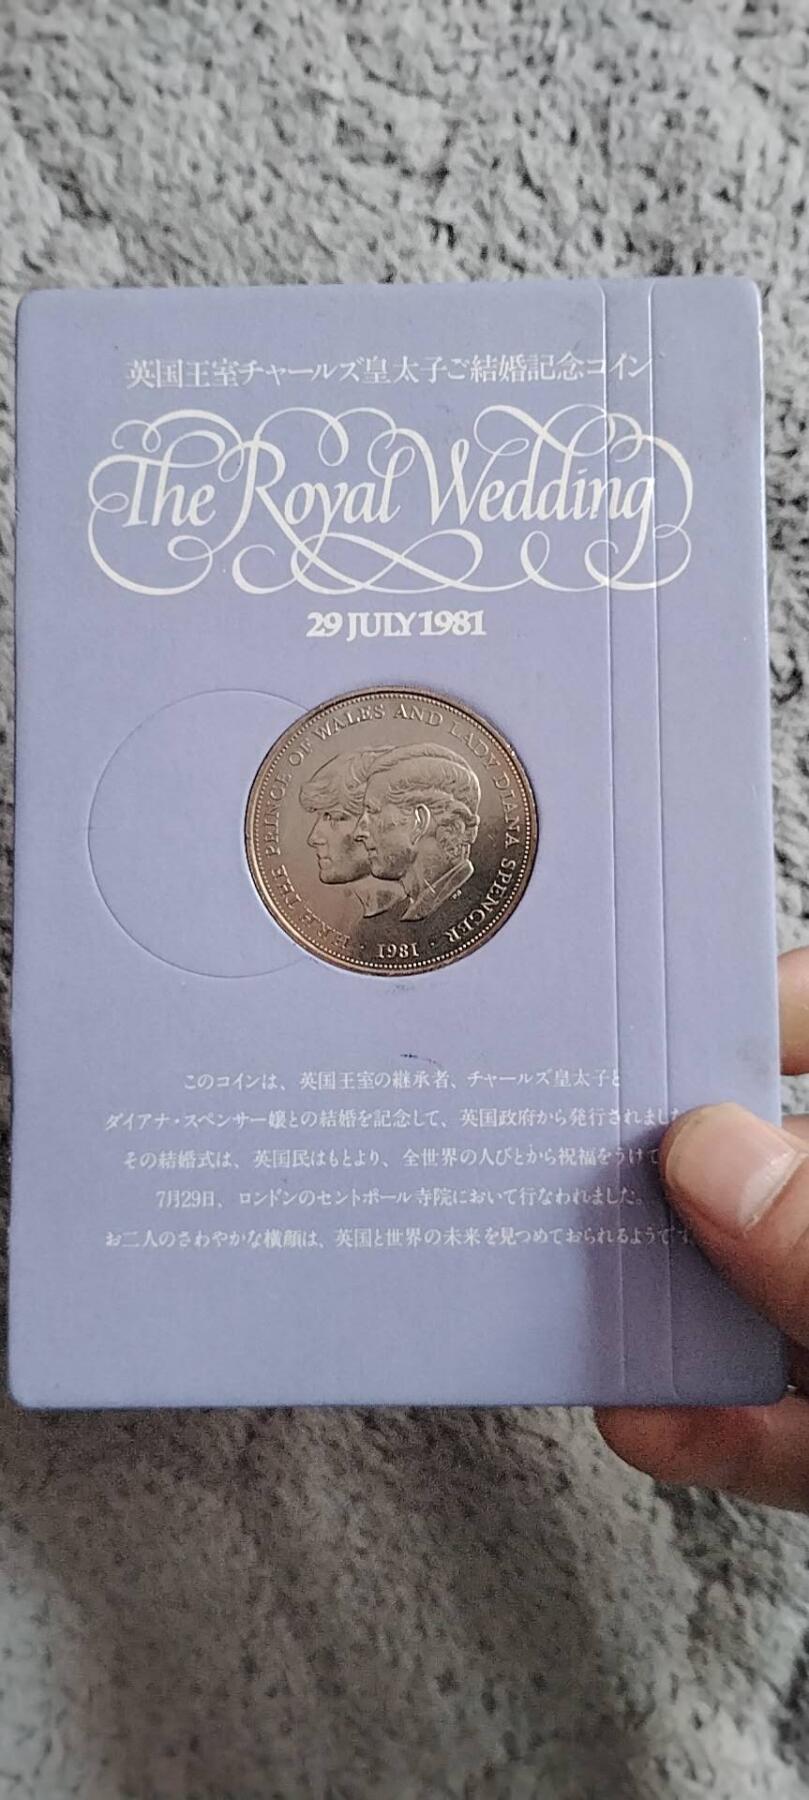 英国王室チャールズ皇太子ご結婚記念コイン
The Royal Wedding
29 JULY 1981
H.R.H. THE PRINCE OF WALES AND LADY DIANA SPENCER
· 1981 ·
このコインは、英国王室の継承者、チャールズ皇太子と
ダイアナ・スペンサー嬢との結婚を記念して、英国政府から発行されました
その結婚式は、英国民はもとより、全世界の人びとから祝福をうけて
7月29日、ロンドンのセントポール寺院において行なわれました。
お二人のさわやかな横顔は、英国と世界の未来を見つめておられるようです